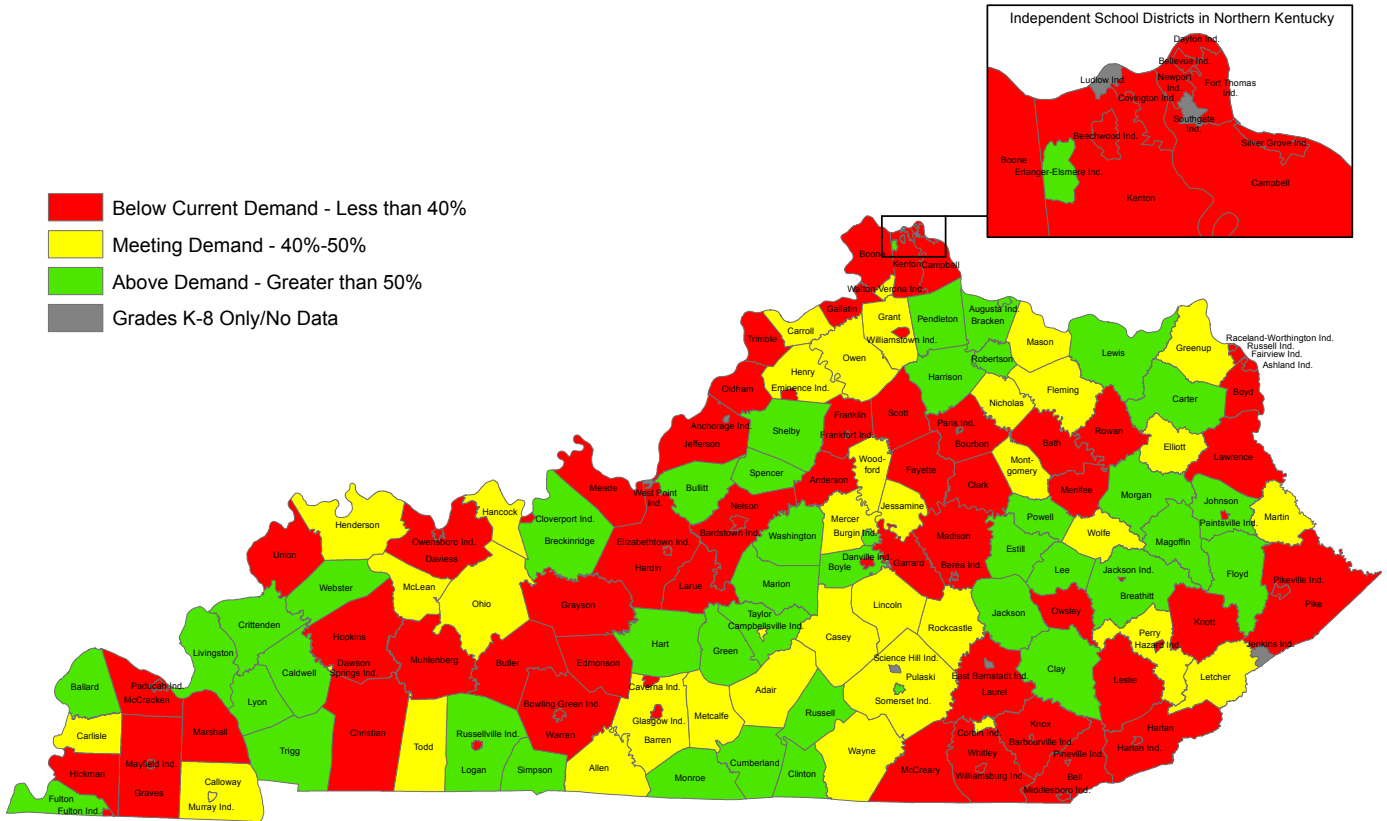 Independent School Districts in Northern Kentucky
Dayton Ind.
Bellevue Ind.
Ludlow Ind.
Newport
Ind.
Fort Thomas
Ind.
Covington Ind.
Southgate
Ind.
Beechwood Ind.
Silver Grove Ind.
Boone
Erlanger-Elsmere Ind.
Campbell
Kenton
Below Current Demand - Less than 40%
Meeting Demand - 40%-50%
Above Demand - Greater than 50%
Grades K-8 Only/No Data
Boone
Kenton
Campbell
Walton-Verona Ind.
Gallatin
Grant
Pendleton
Augusta Ind.
Bracken
Trimble
Carroll
Williamstown Ind.
Mason
Lewis
Greenup
Raceland-Worthington Ind.
Russell Ind.
Fairview Ind.
Ashland Ind.
Owen
Robertson
Henry
Eminence Ind.
Harrison
Oldham
Fleming
Nicholas
Carter
Boyd
Franklin
Scott
Anchorage Ind.
Jefferson
Shelby
Frankfort Ind.
Paris Ind.
Bourbon
Bath
Rowan
Elliott
Lawrence
Wood-
ford
Fayette
Mont-
gomery
Spencer
Anderson
Clark
Menifee
Morgan
Johnson
Paintsville Ind.
Martin
Meade
West Point
Ind.
Bullitt
Nelson
Bardstown Ind.
Jessamine
Mercer
Burgin Ind.
Powell
Wolfe
Magoffin
Henderson
Hancock
Cloverport Ind.
Breckinridge
Elizabethtown Ind.
Washington
Madison
Estill
Union
Owensboro Ind.
Daviess
Hardin
Larue
Danville Ind.
Boyle
Garrard
Berea Ind.
Lee
Jackson Ind.
Breathitt
Floyd
Pikeville Ind.
Pike
Webster
McLean
Ohio
Grayson
Marion
Lincoln
Jackson
Owsley
Knott
Crittenden
Hopkins
Taylor
Campbellsville Ind.
Casey
Rockcastle
Perry
Hazard Ind.
Jenkins Ind.
Livingston
Caldwell
Dawson
Springs Ind.
Muhlenberg
Butler
Edmonson
Hart
Green
Science Hill Ind.
Pulaski
East Bernstadt Ind.
Laurel
Clay
Leslie
Letcher
Ballard
Paducah Ind.
McCracken
Lyon
Caverna Ind.
Adair
Somerset Ind.
Carlisle
Marshall
Trigg
Christian
Todd
Russellville Ind.
Bowling Green Ind.
Warren
Glasgow Ind.
Barren
Metcalfe
Russell
Wayne
Corbin Ind.
Whitley
Knox
Barbourville Ind.
Pineville Ind.
Harlan
Harlan Ind.
Hickman
Mayfield Ind.
Graves
Calloway
Murray Ind.
Logan
Simpson
Allen
Monroe
Cumberland
Clinton
McCreary
Williamsburg Ind.
Bell
Middlesboro Ind.
Fulton
Fulton Ind.